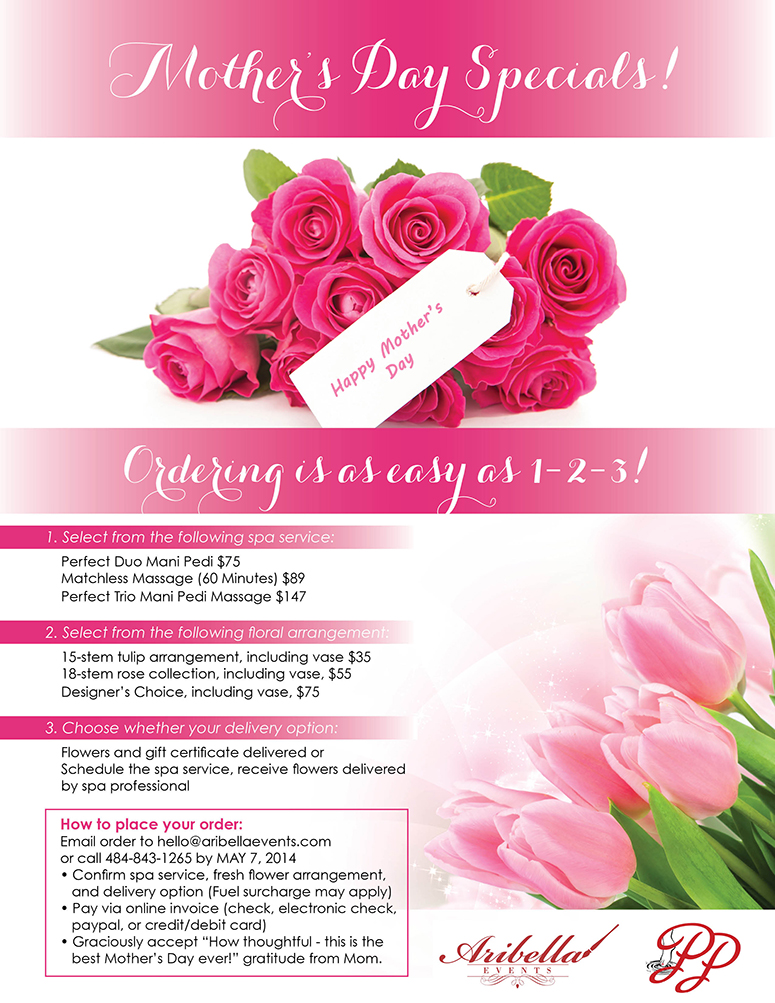 Mother's Day Specials!
Happy Mother's
Day
Ordering is as easy as 1-2-3!
1. Select from the following spa service:
Perfect Duo Mani Pedi $75
Matchless Massage (60 Minutes) $89
Perfect Trio Mani Pedi Massage $147
2. Select from the following floral arrangement:
15-stem tulip arrangement, including vase $35
18-stem rose collection, including vase, $55
Designer's Choice, including vase, $75
3. Choose whether your delivery option:
Flowers and gift certificate delivered or
Schedule the spa service, receive flowers delivered
by spa professional
How to place your order:
Email order to hello@aribellaevents.com
or call 484-843-1265 by MAY 7, 2014
• Confirm spa service, fresh flower arrangement,
and delivery option (Fuel surcharge may apply)
• Pay via online invoice (check, electronic check,
paypal, or credit/debit card)
• Graciously accept “How thoughtful - this is the
best Mother's Day ever!” gratitude from Mom.
Aribella
EVENTS
PP